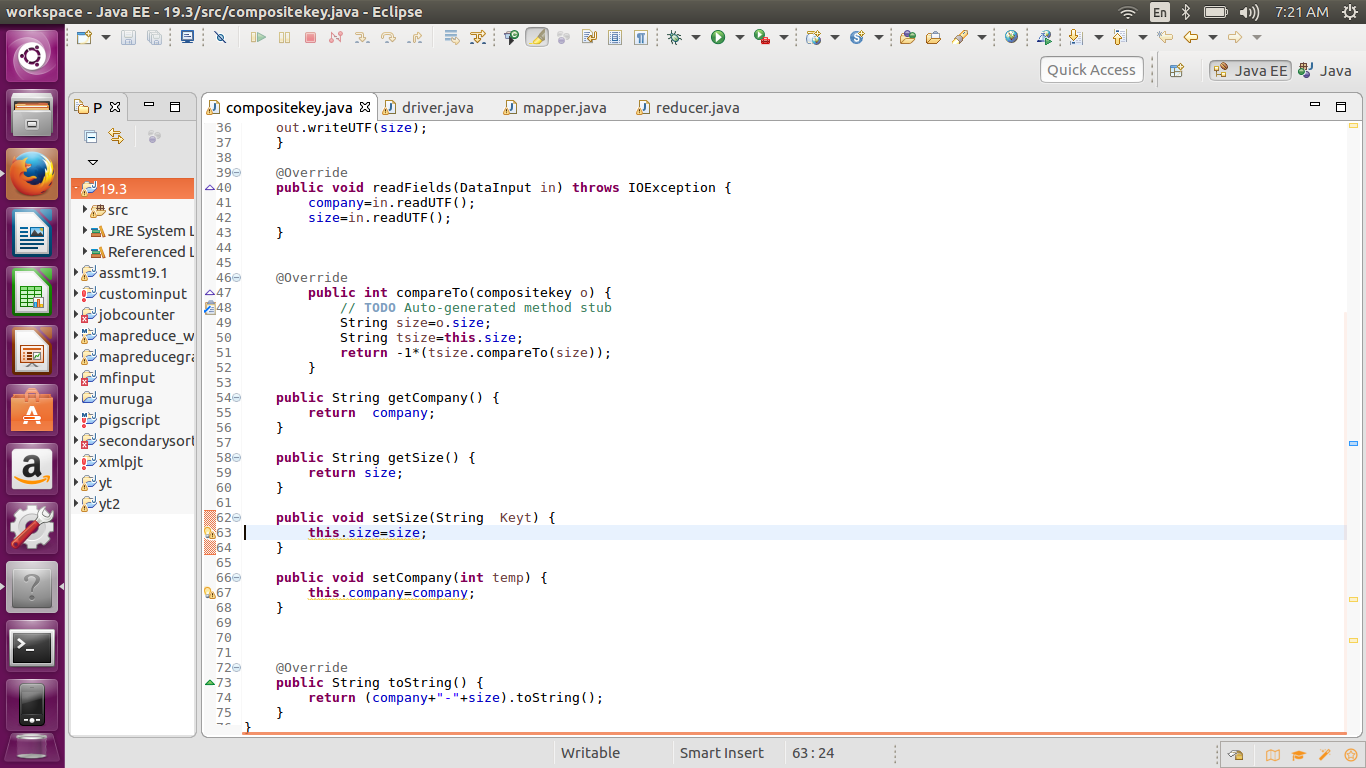 workspace - Java EE - 19.3/src/compositekey.java - Eclipse
En
7:21 AM
Quick Access
Java EE
Java
P
compositekey.java
driver.java
mapper.java
reducer.java
19.3
src
JRE System L
Referenced L
assmt19.1
custominput
jobcounter
mapreduce_w
mapreducegra
mfinput
muruga
pigscript
secondarysort
xmlpjt
yt
yt2
36 out.writeUTF(size);
37 }
38
39 @Override
40 public void readFields(DataInput in) throws IOException {
41 company=in.readUTF();
42 size=in.readUTF();
43 }
44
45
46 @Override
47 public int compareTo(compositekey o) {
48 // TODO Auto-generated method stub
49 String size=o.size;
50 String tsize=this.size;
51 return -1*(tsize.compareTo(size));
52 }
53
54 public String getCompany() {
55 return  company;
56 }
57
58 public String getSize() {
59 return size;
60 }
61
62 public void setSize(String  Keyt) {
63 this.size=size;
64 }
65
66 public void setCompany(int temp) {
67 this.company=company;
68 }
69
70
71
72 @Override
73 public String toString() {
74 return (company+"-"+size).toString();
75 }
76 }
Writable
Smart Insert
63 : 24